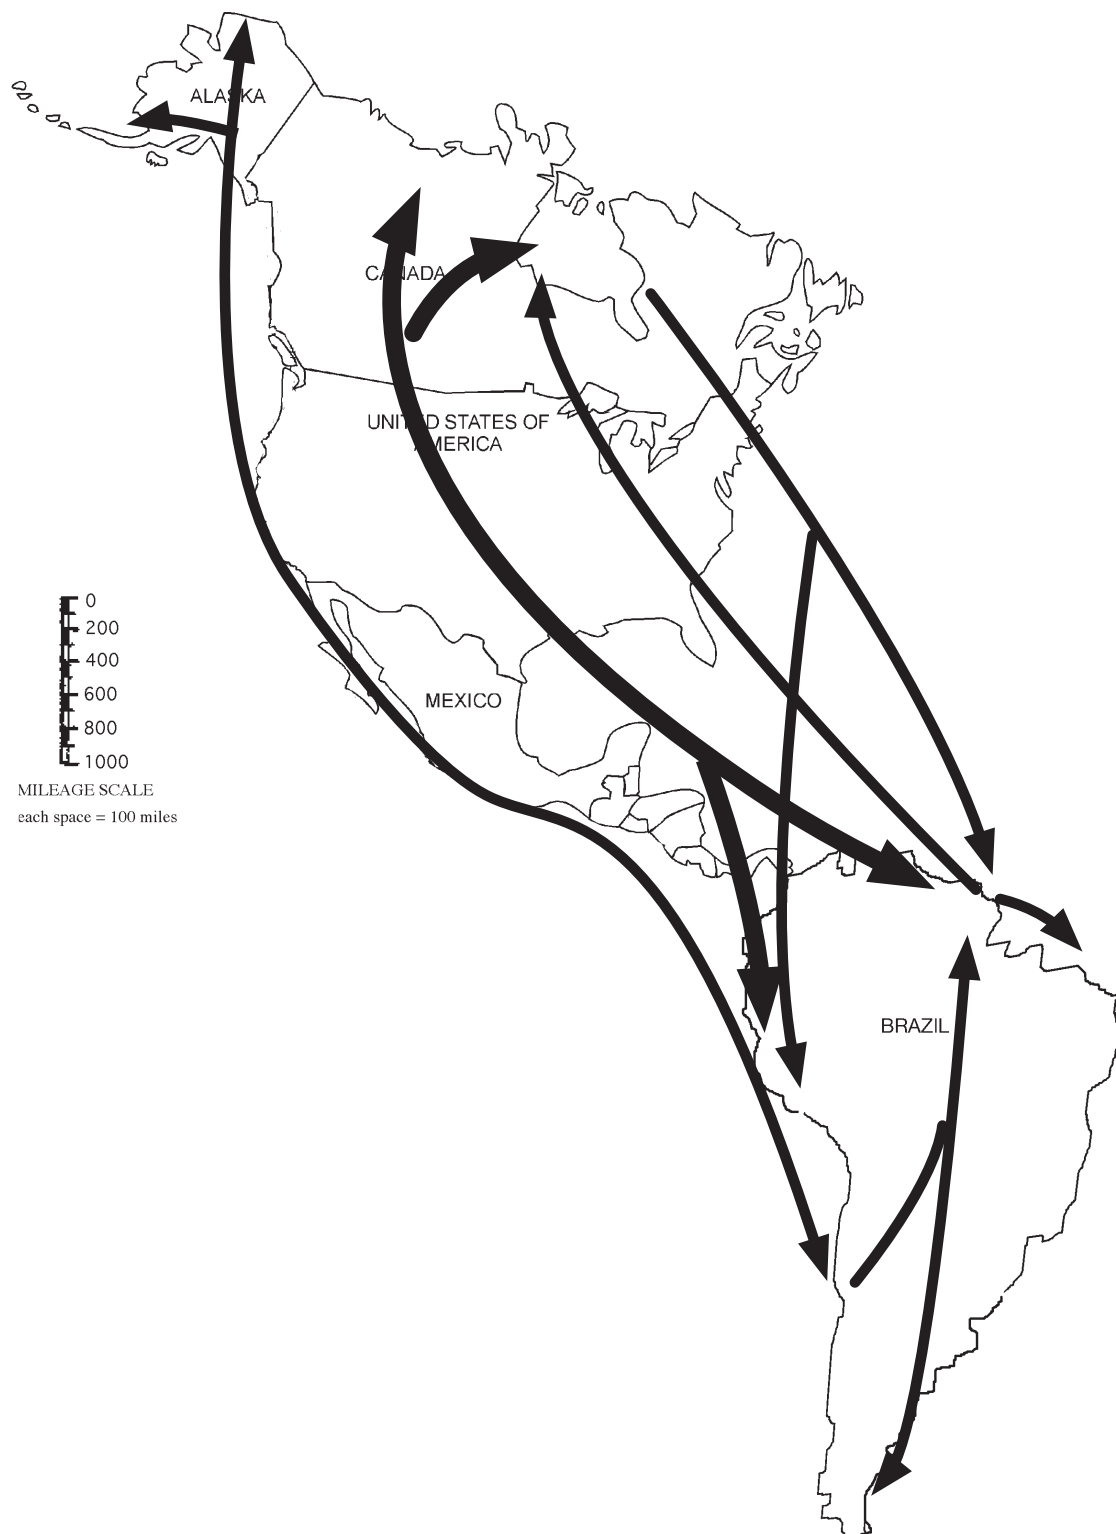 ALASKA
CANADA
UNITED STATES OF
AMERICA
0
200
400
600
800
1000
MILEAGE SCALE
each space = 100 miles
MEXICO
BRAZIL